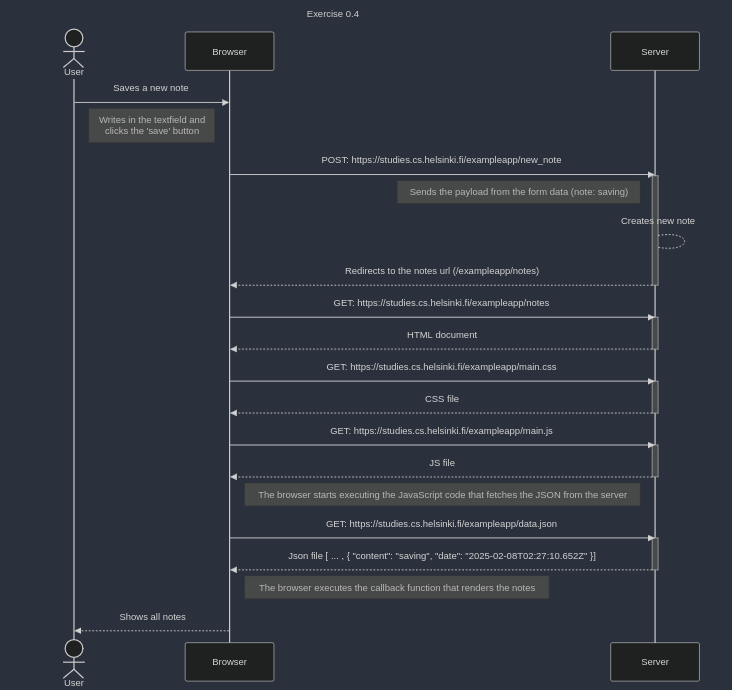 Exercise 0.4
User
Browser
Server
Saves a new note
Writes in the textfield and
clicks the 'save' button
POST: https://studies.cs.helsinki.fi/exampleapp/new_note
Sends the payload from the form data (note: saving)
Creates new note
Redirects to the notes url (/exampleapp/notes)
GET: https://studies.cs.helsinki.fi/exampleapp/notes
HTML document
GET: https://studies.cs.helsinki.fi/exampleapp/main.css
CSS file
GET: https://studies.cs.helsinki.fi/exampleapp/main.js
JS file
The browser starts executing the JavaScript code that fetches the JSON from the server
GET: https://studies.cs.helsinki.fi/exampleapp/data.json
Json file [ ... , { "content": "saving", "date": "2025-02-08T02:27:10.652Z" }]
The browser executes the callback function that renders the notes
Shows all notes
User
Browser
Server